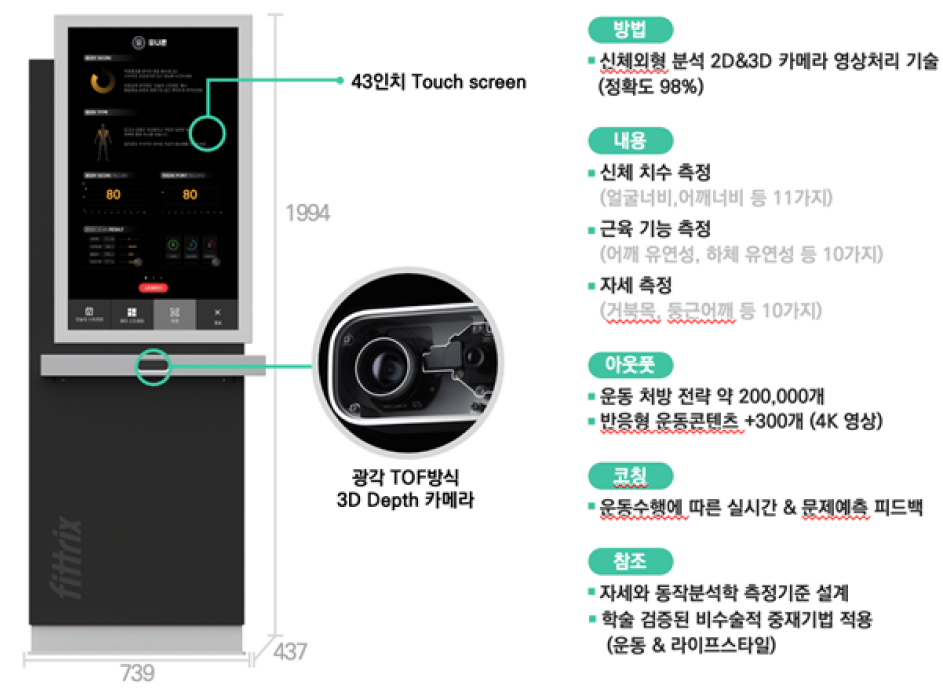 유니콘
BODY SCORE
BODY TYPE
80
80
43인치 Touch screen
1994
광각 TOF방식
3D Depth 카메라
fittrix
739
437
방법
신체외형 분석 2D&3D 카메라 영상처리 기술
(정확도 98%)
내용
신체 치수 측정
(얼굴너비,어깨너비 등 11가지)
근육 기능 측정
(어깨 유연성, 하체 유연성 등 10가지)
자세 측정
(거북목, 둥근어깨 등 10가지)
아웃풋
운동 처방 전략 약 200,000개
반응형 운동콘텐츠 +300개 (4K 영상)
코칭
운동수행에 따른 실시간 & 문제예측 피드백
참조
자세와 동작분석학 측정기준 설계
학술 검증된 비수술적 중재기법 적용
(운동 & 라이프스타일)